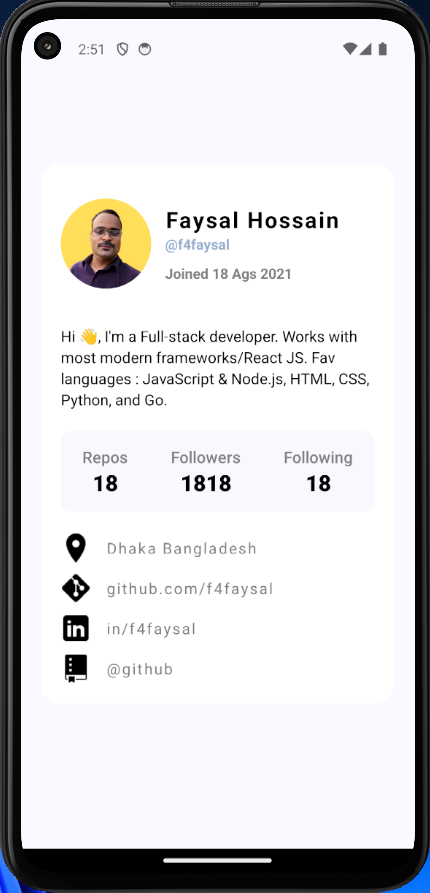 2:51
Faysal Hossain
@f4faysal
Joined 18 Ags 2021
Hi 👋, I'm a Full-stack developer. Works with
most modern frameworks/React JS. Fav
languages : JavaScript & Node.js, HTML, CSS,
Python, and Go.
Repos Followers Following
18 1818 18
Dhaka Bangladesh
github.com/f4faysal
in
in/f4faysal
@github